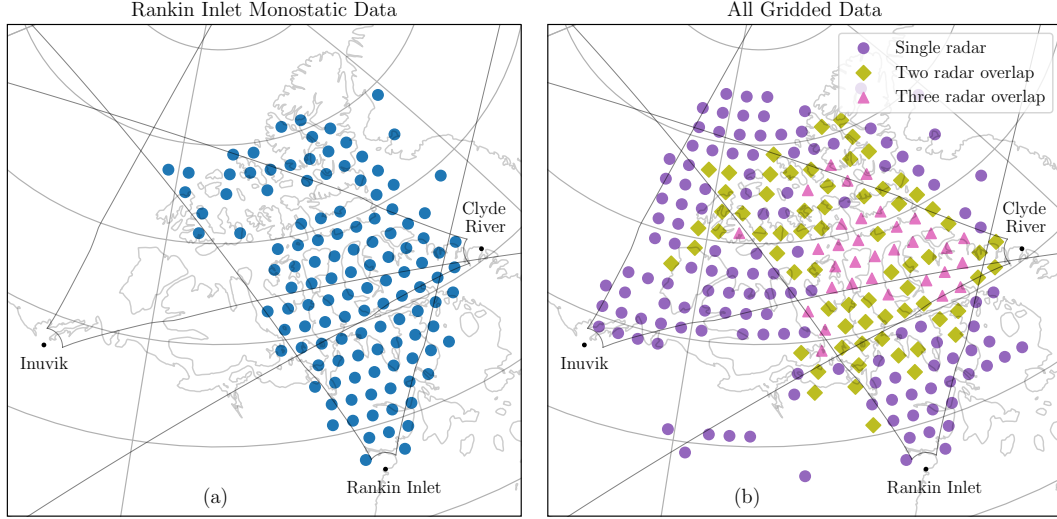 Rankin Inlet Monostatic Data
Clyde
River
Inuvik
Rankin Inlet
(a)
All Gridded Data
Single radar
Two radar overlap
Three radar overlap
Clyde
River
Inuvik
Rankin Inlet
(b)